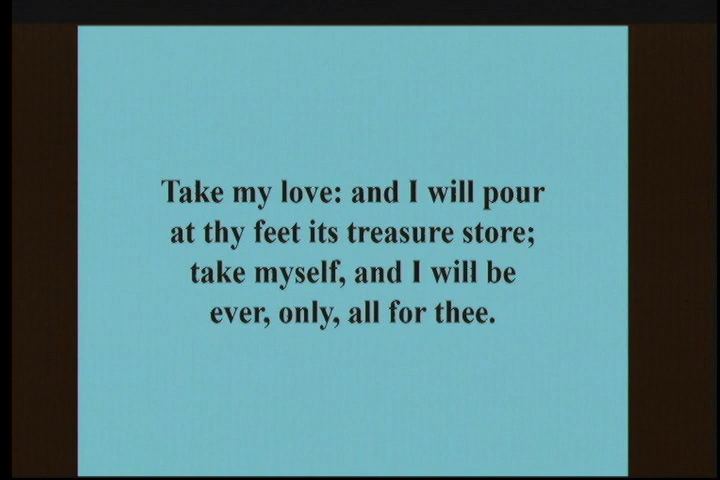 Take my love: and I will pour
at thy feet its treasure store;
take myself, and I will be
ever, only, all for thee.